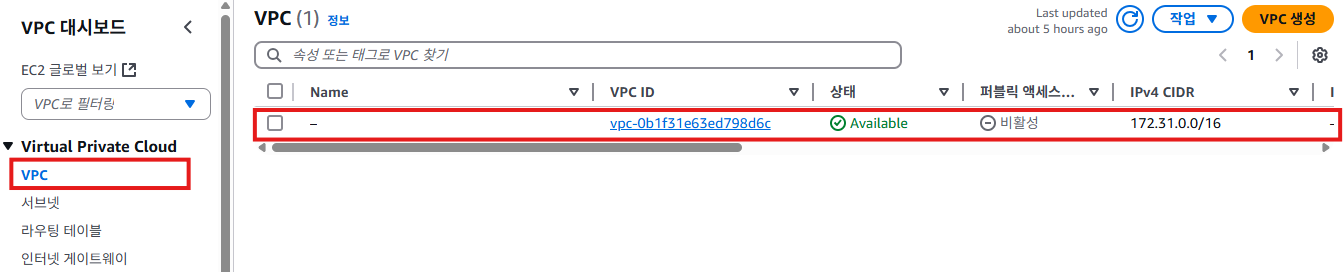 VPC 대시보드
EC2 글로벌 보기
VPC로 필터링
Virtual Private Cloud
VPC
서브넷
라우팅 테이블
인터넷 게이트웨이
VPC (1) 정보
Last updated
about 5 hours ago
작업
VPC 생성
속성 또는 태그로 VPC 찾기
1
Name VPC ID 상태 퍼블릭 액세스... IPv4 CIDR I
– vpc-0b1f31e63ed798d6c Available 비활성 172.31.0.0/16 –